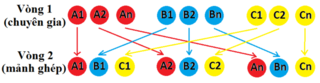 Vòng 1 A1 A2 An B1 B2 Bn C1 C2 Cn
(chuyên gia)
Vòng 2 A1 B1 C1 A2 B2 C2 An Bn Cn
(mảnh ghép)